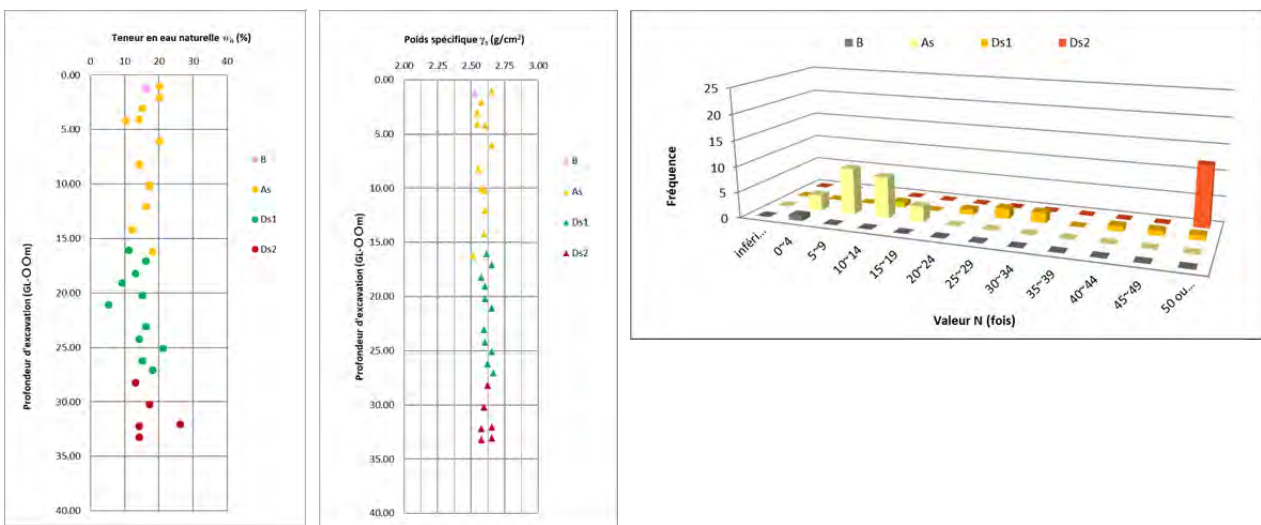 Teneur en eau naturelle wₙ (%)
0 10 20 30 40
0.00
5.00
10.00
15.00
20.00
25.00
30.00
35.00
40.00
Profondeur d'excavation (GL-〇〇m)
B
As
Ds1
Ds2
Poids spécifique γₛ (g/cm²)
2.00 2.25 2.50 2.75 3.00
0.00
5.00
10.00
15.00
20.00
25.00
30.00
35.00
40.00
Profondeur d'excavation (GL-〇〇m)
B
As
Ds1
Ds2
B As Ds1 Ds2
25
20
15
10
5
0
Fréquence
inféri... 0~4 5~9 10~14 15~19 20~24 25~29 30~34 35~39 40~44 45~49 50 ou...
Valeur N (fois)